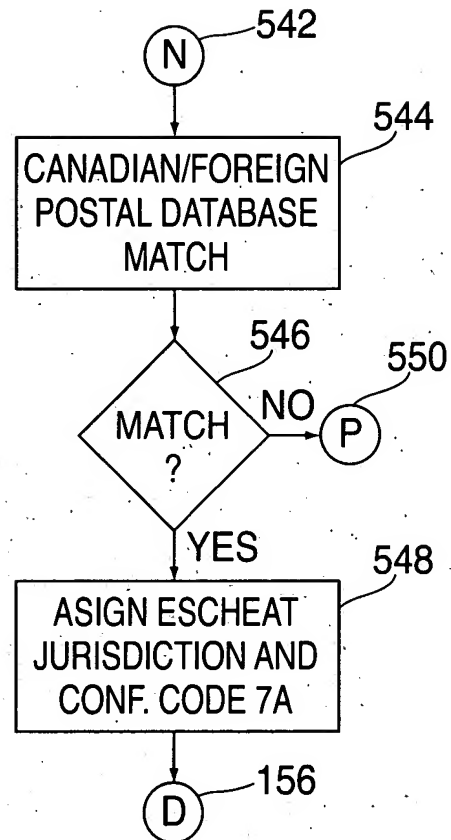 N
542
544
CANADIAN/FOREIGN
POSTAL DATABASE
MATCH
546
MATCH
?
NO
P
550
YES
548
ASIGN ESCHEAT
JURISDICTION AND
CONF. CODE 7A
D
156